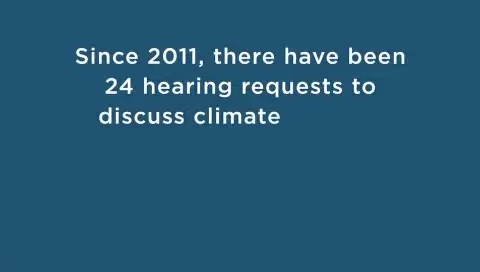 Since 2011, there have been
24 hearing requests to
discuss climate